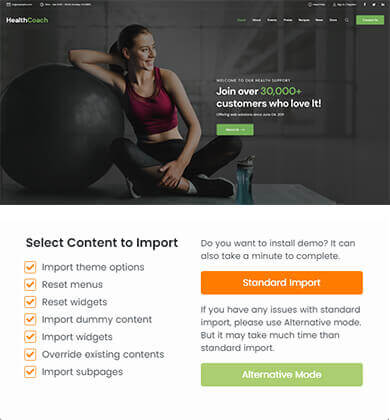 HealthCoach
Home About Events Praise Recipes News Store
Contact Us
WELCOME TO OUR HEALTH SUPPORT
Join over 30,000+
customers who love it!
Offering web solutions since June 04, 2011
About Us
Select Content to Import
Import theme options
Reset menus
Reset widgets
Import dummy content
Import widgets
Override existing contents
Import subpages
Do you want to install demo? It can
also take a minute to complete.
Standard Import
If you have any issues with standard
import, please use Alternative mode.
But it may take much time than
standard import.
Alternative Mode